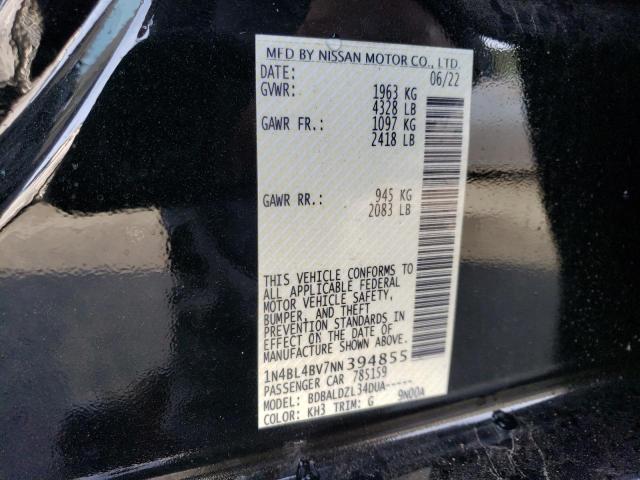 MFD BY NISSAN MOTOR CO., LTD.
DATE: 06/22
GVWR: 1963 KG
4328 LB
GAWR FR.: 1097 KG
2418 LB
GAWR RR.: 945 KG
2083 LB
THIS VEHICLE CONFORMS TO
ALL APPLICABLE FEDERAL
MOTOR VEHICLE SAFETY,
BUMPER, AND THEFT
PREVENTION STANDARDS IN
EFFECT ON THE DATE OF
MANUFACTURE SHOWN ABOVE.
1N4BL4BV7NN394855
PASSENGER CAR 785159
MODEL: BDBALDZL34DUA-----
COLOR: KH3 TRIM: G 9N00A